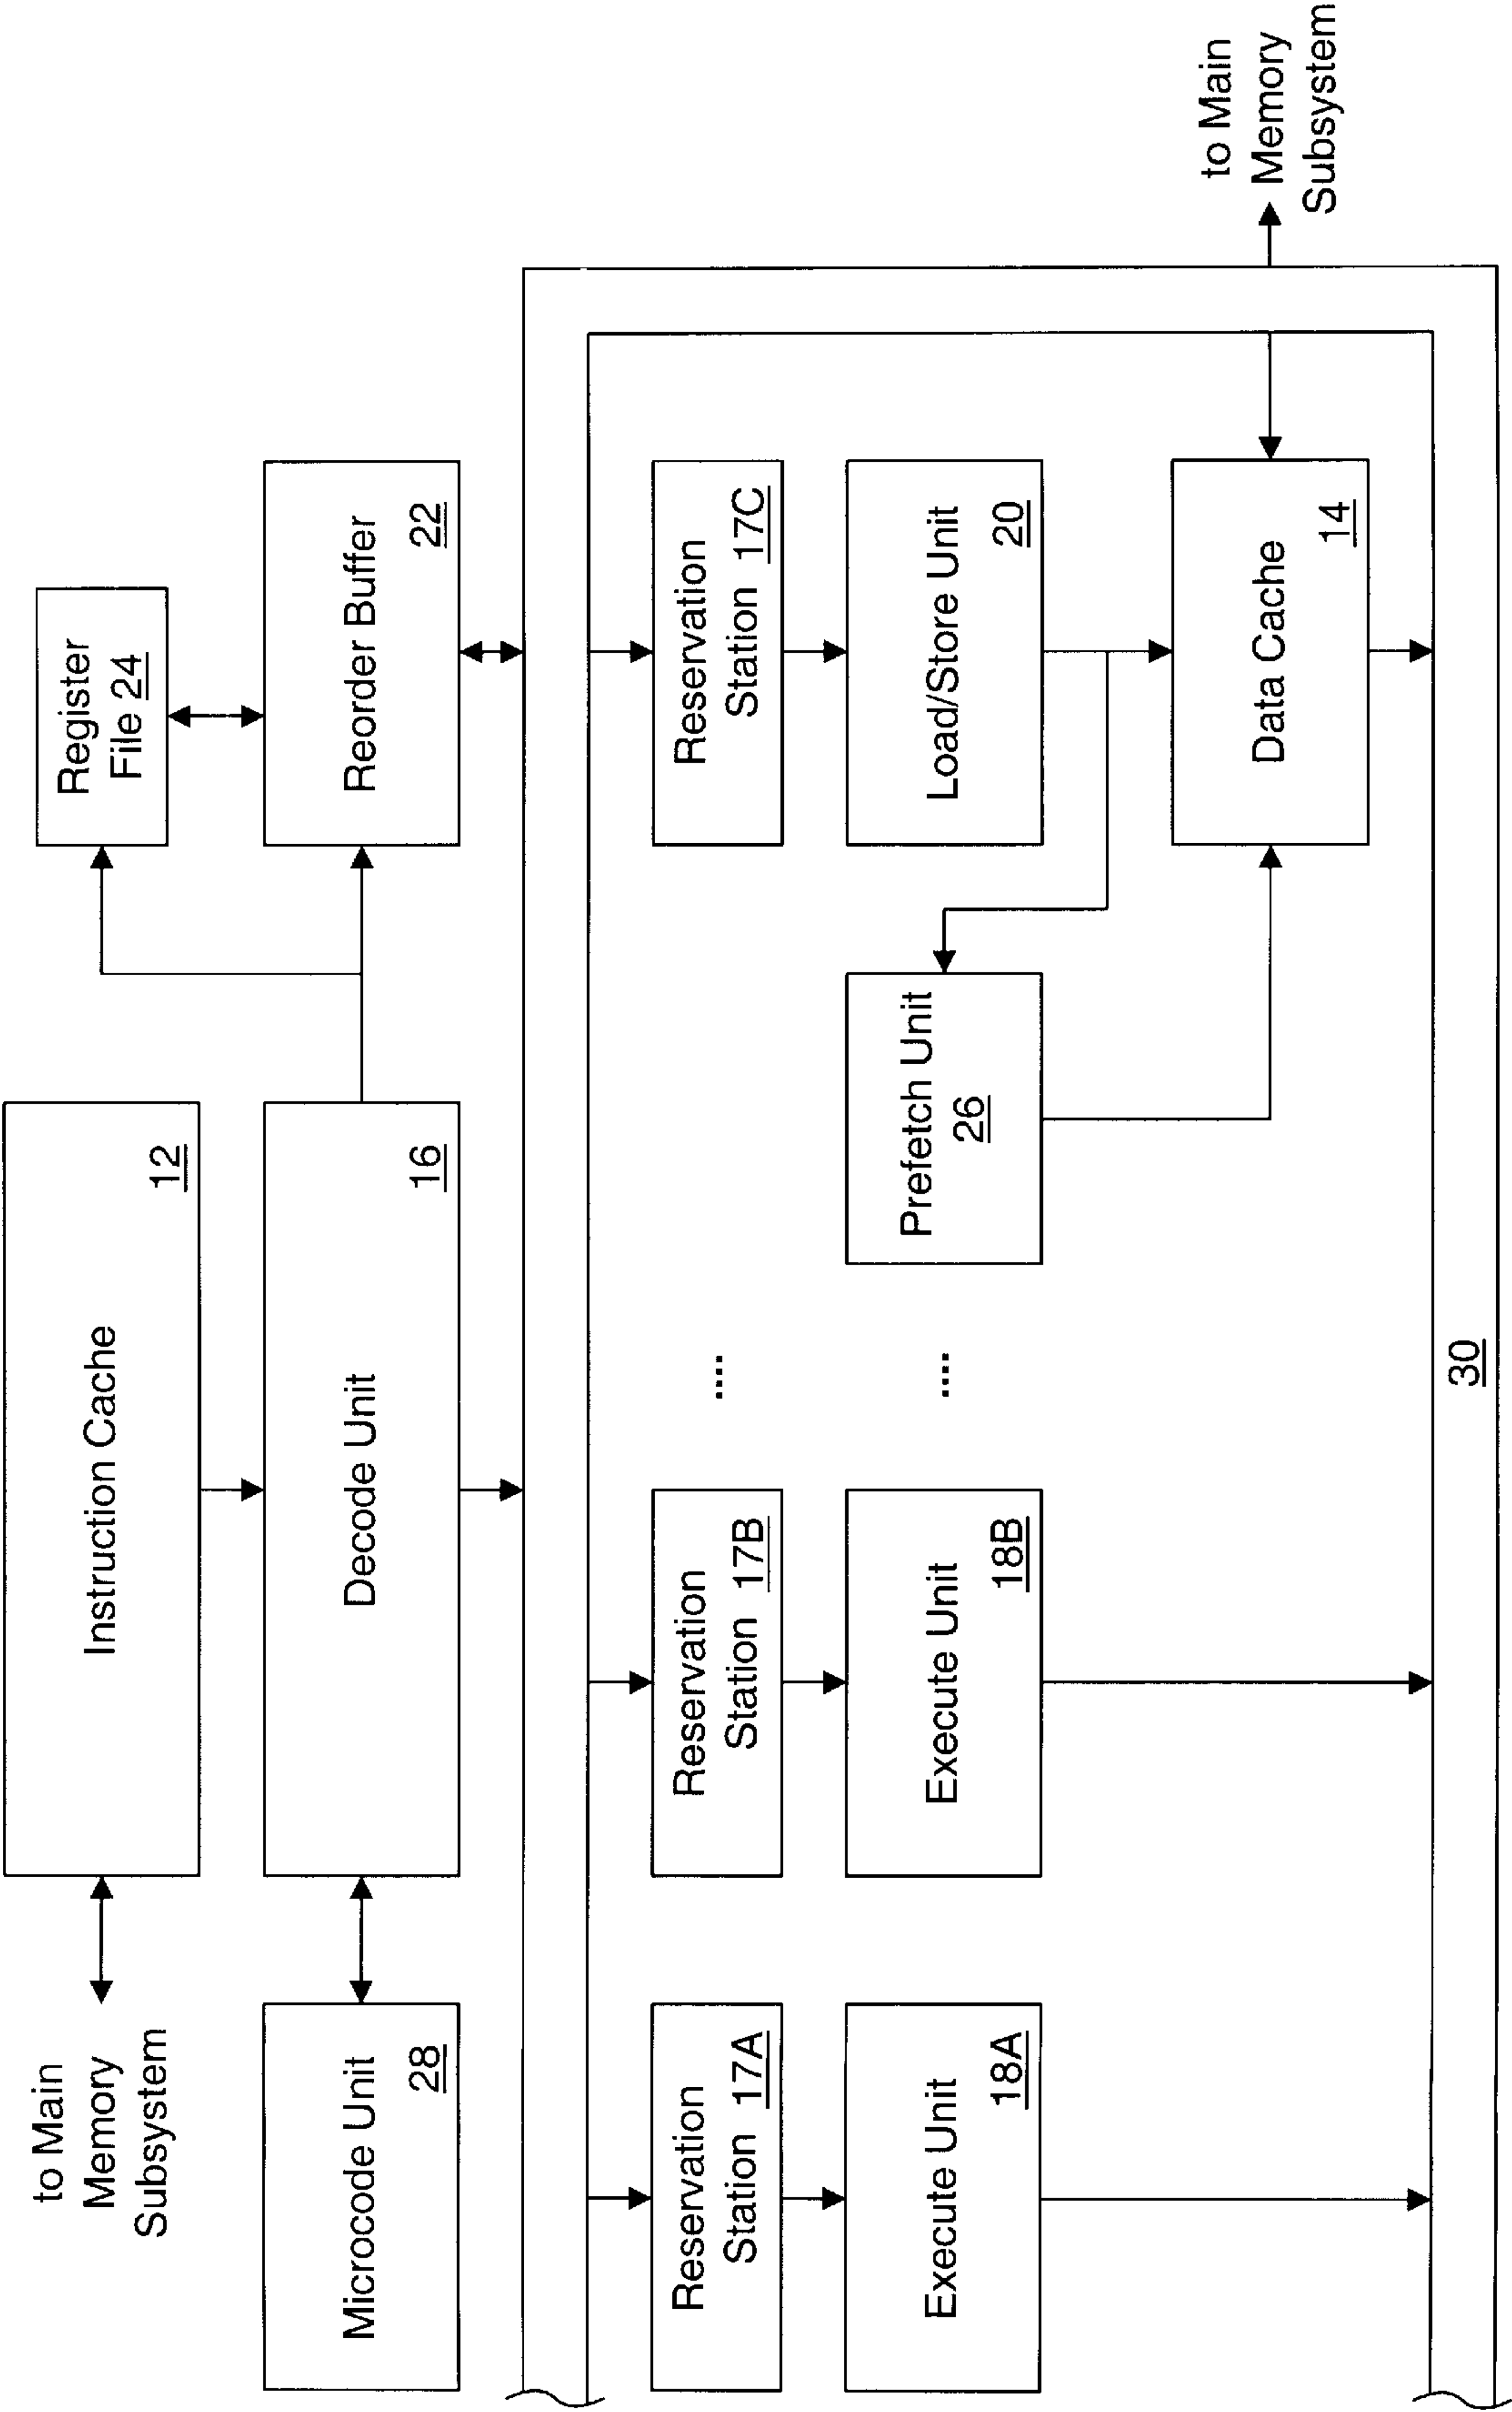 to Main
Memory
Subsystem
Instruction Cache
12
Register
File 24
Microcode Unit
28
Decode Unit
16
Reorder Buffer
22
Reservation
Station 17A
Reservation
Station 17B
....
Reservation
Station 17C
Execute Unit
18A
Execute Unit
18B
....
Prefetch Unit
26
Load/Store Unit
20
Data Cache
14
to Main
Memory
Subsystem
30